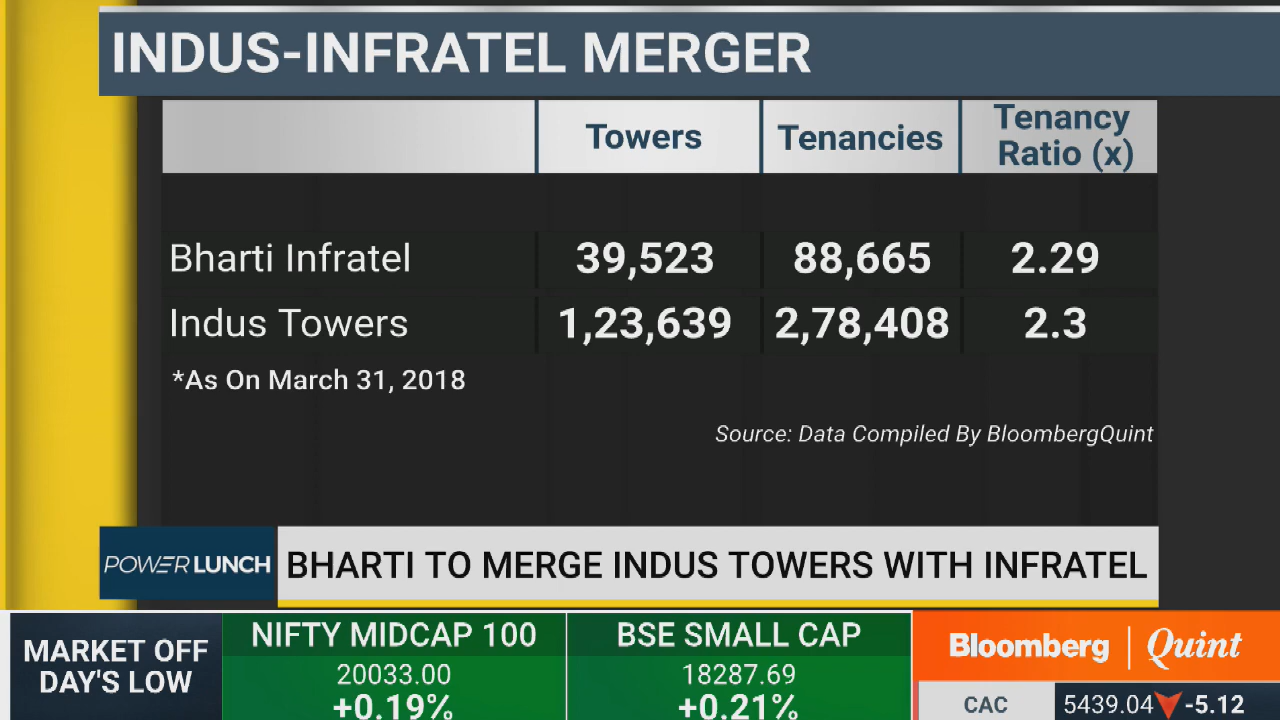 INDUS-INFRATEL MERGER
Towers Tenancies Tenancy Ratio (x)
Bharti Infratel 39,523 88,665 2.29
Indus Towers 1,23,639 2,78,408 2.3
*As On March 31, 2018
Source: Data Compiled By BloombergQuint
POWER LUNCH BHARTI TO MERGE INDUS TOWERS WITH INFRATEL
MARKET OFF DAY'S LOW
NIFTY MIDCAP 100
20033.00
+0.19%
BSE SMALL CAP
18287.69
+0.21%
Bloomberg | Quint
CAC 5439.04 -5.12